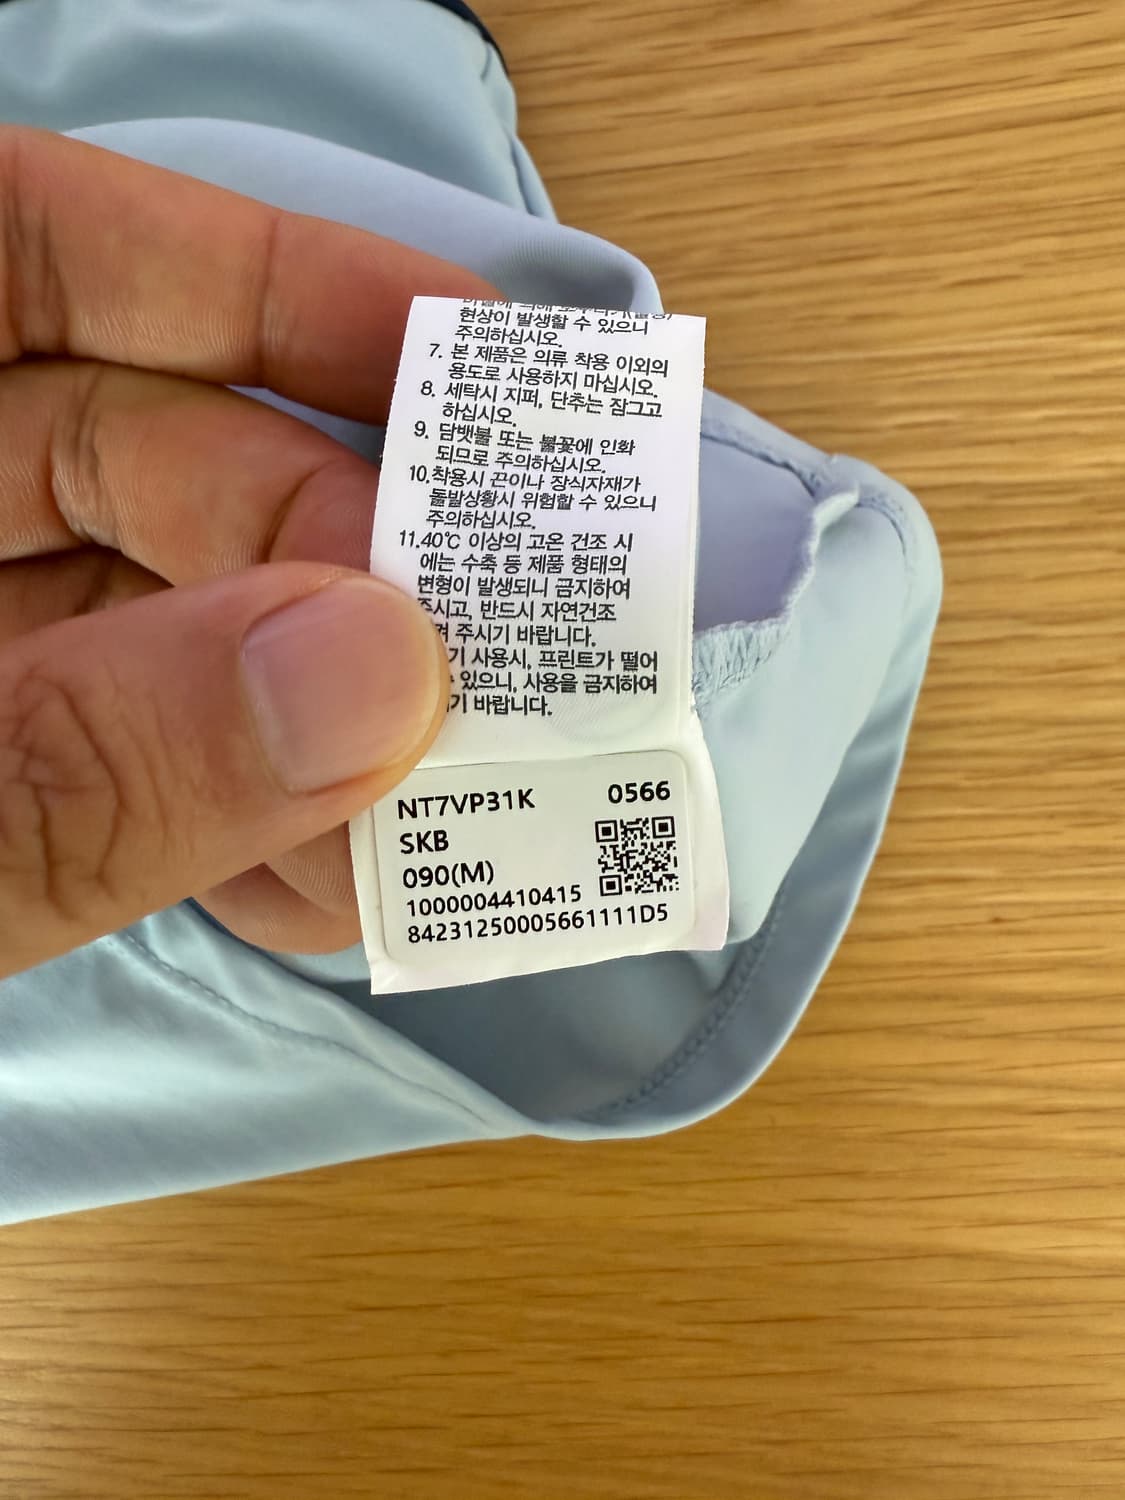 현상이 발생할 수 있으니
주의하십시오.
7. 본 제품은 의류 착용 이외의
용도로 사용하지 마십시오.
8. 세탁시 지퍼, 단추는 잠그고
하십시오.
9. 담뱃불 또는 불꽃에 인화
되므로 주의하십시오.
10.착용시 끈이나 장식자재가
돌발상황시 위험할 수 있으니
주의하십시오.
11.40℃ 이상의 고온 건조 시
에는 수축 등 제품 형태의
변형이 발생되니 금지하여
주시고, 반드시 자연건조
주시기 바랍니다.
사용시, 프린트가 떨어
있으니, 사용을 금지하여
바랍니다.
NT7VP31K 0566
SKB
090(M)
1000004410415
84231250005661111D5